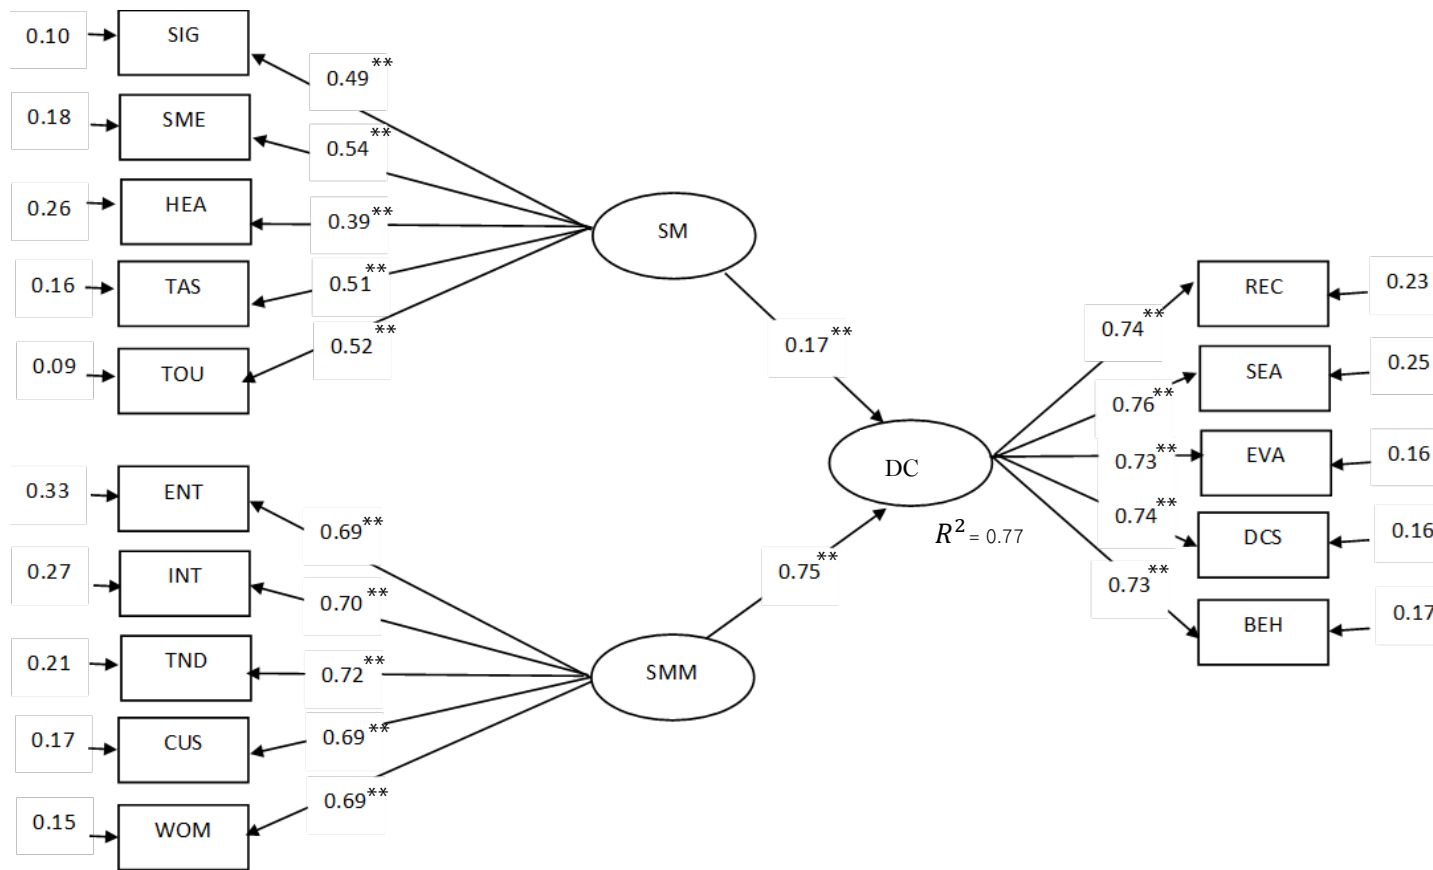 0.10 SIG
0.49**
0.18 SME
0.54**
0.26 HEA
0.39**
0.16 TAS
0.51**
0.09 TOU
0.52**
SM
0.17**
0.33 ENT
0.69**
0.27 INT
0.70**
0.21 TND
0.72**
0.17 CUS
0.69**
0.15 WOM
0.69**
SMM
0.75**
DC
R² = 0.77
0.74**
REC 0.23
0.76**
SEA 0.25
0.73**
EVA 0.16
0.74**
DCS 0.16
0.73**
BEH 0.17